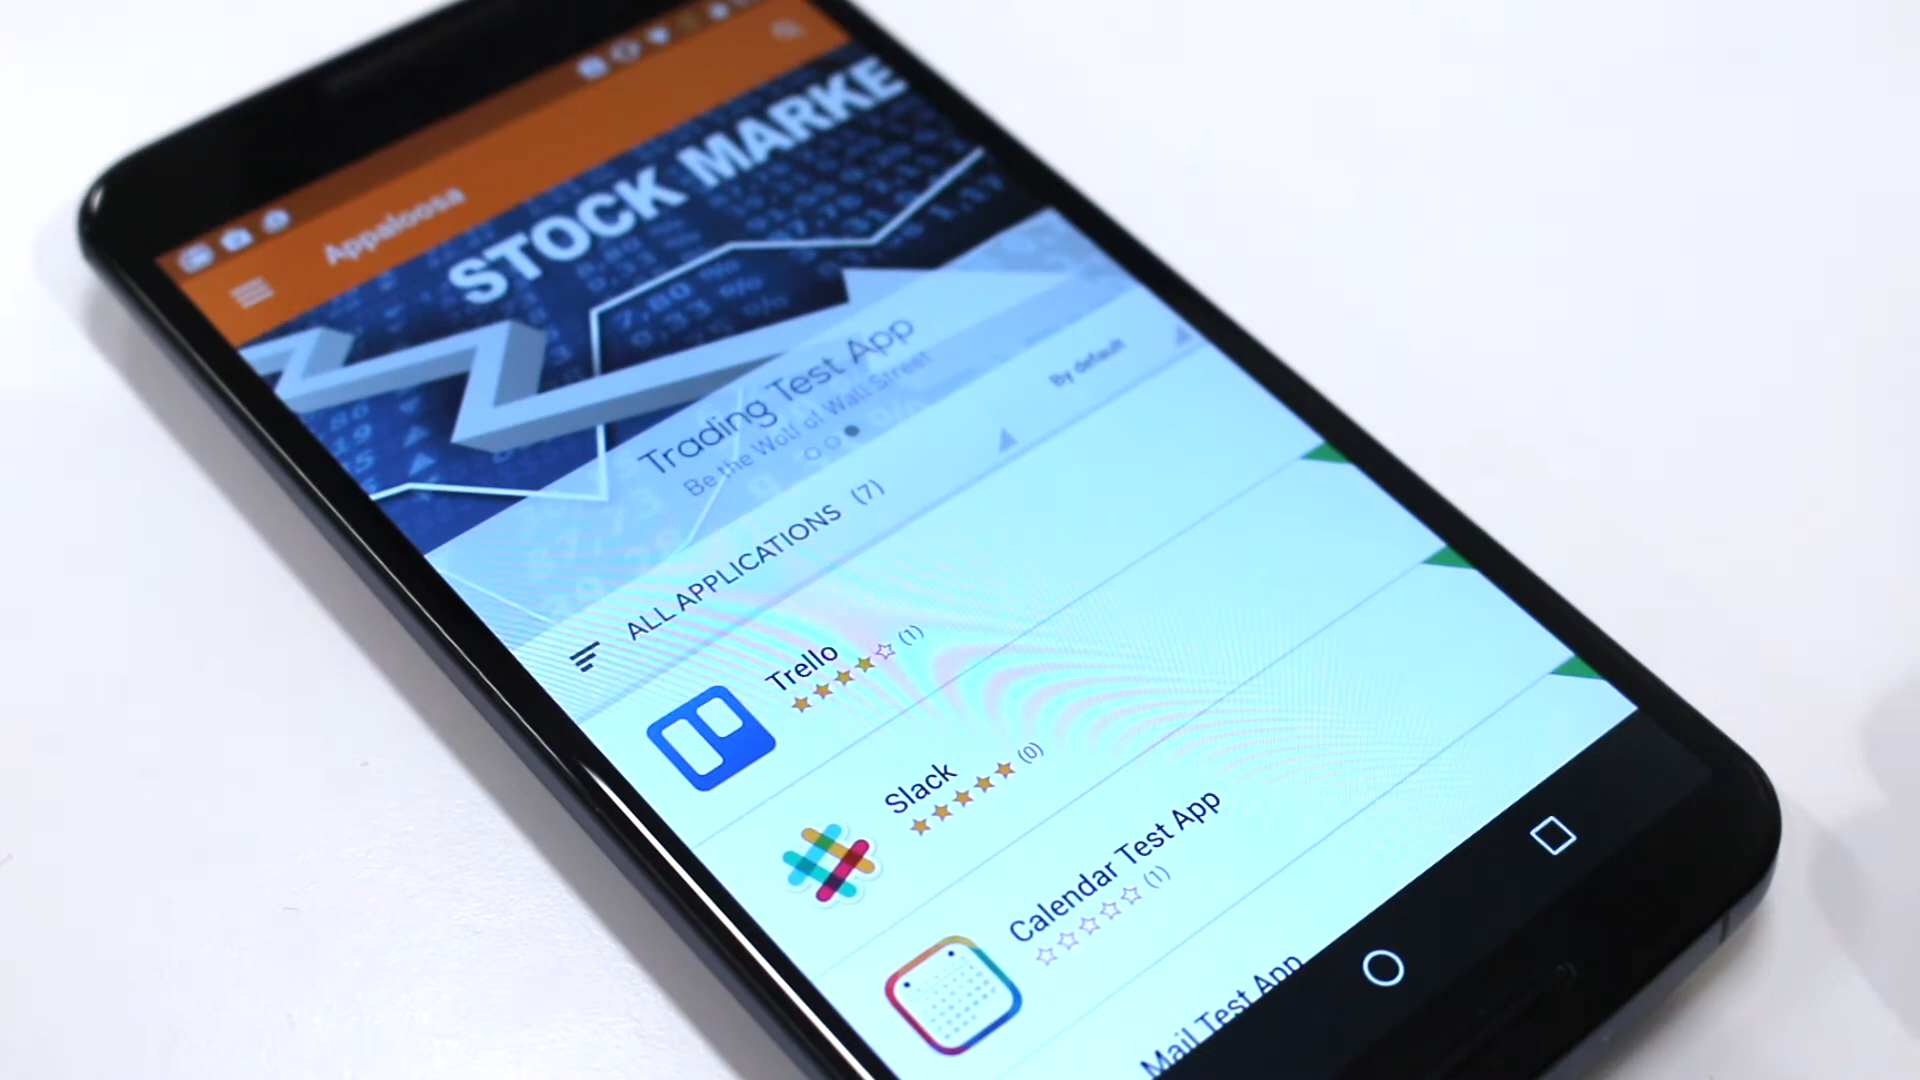 Appaloosa
STOCK MARKE
Trading Test App
Be the Wolf of Wall Street
ALL APPLICATIONS (7)
By default
Trello
(1)
Slack
(0)
Calendar Test App
(1)
Mail Test App